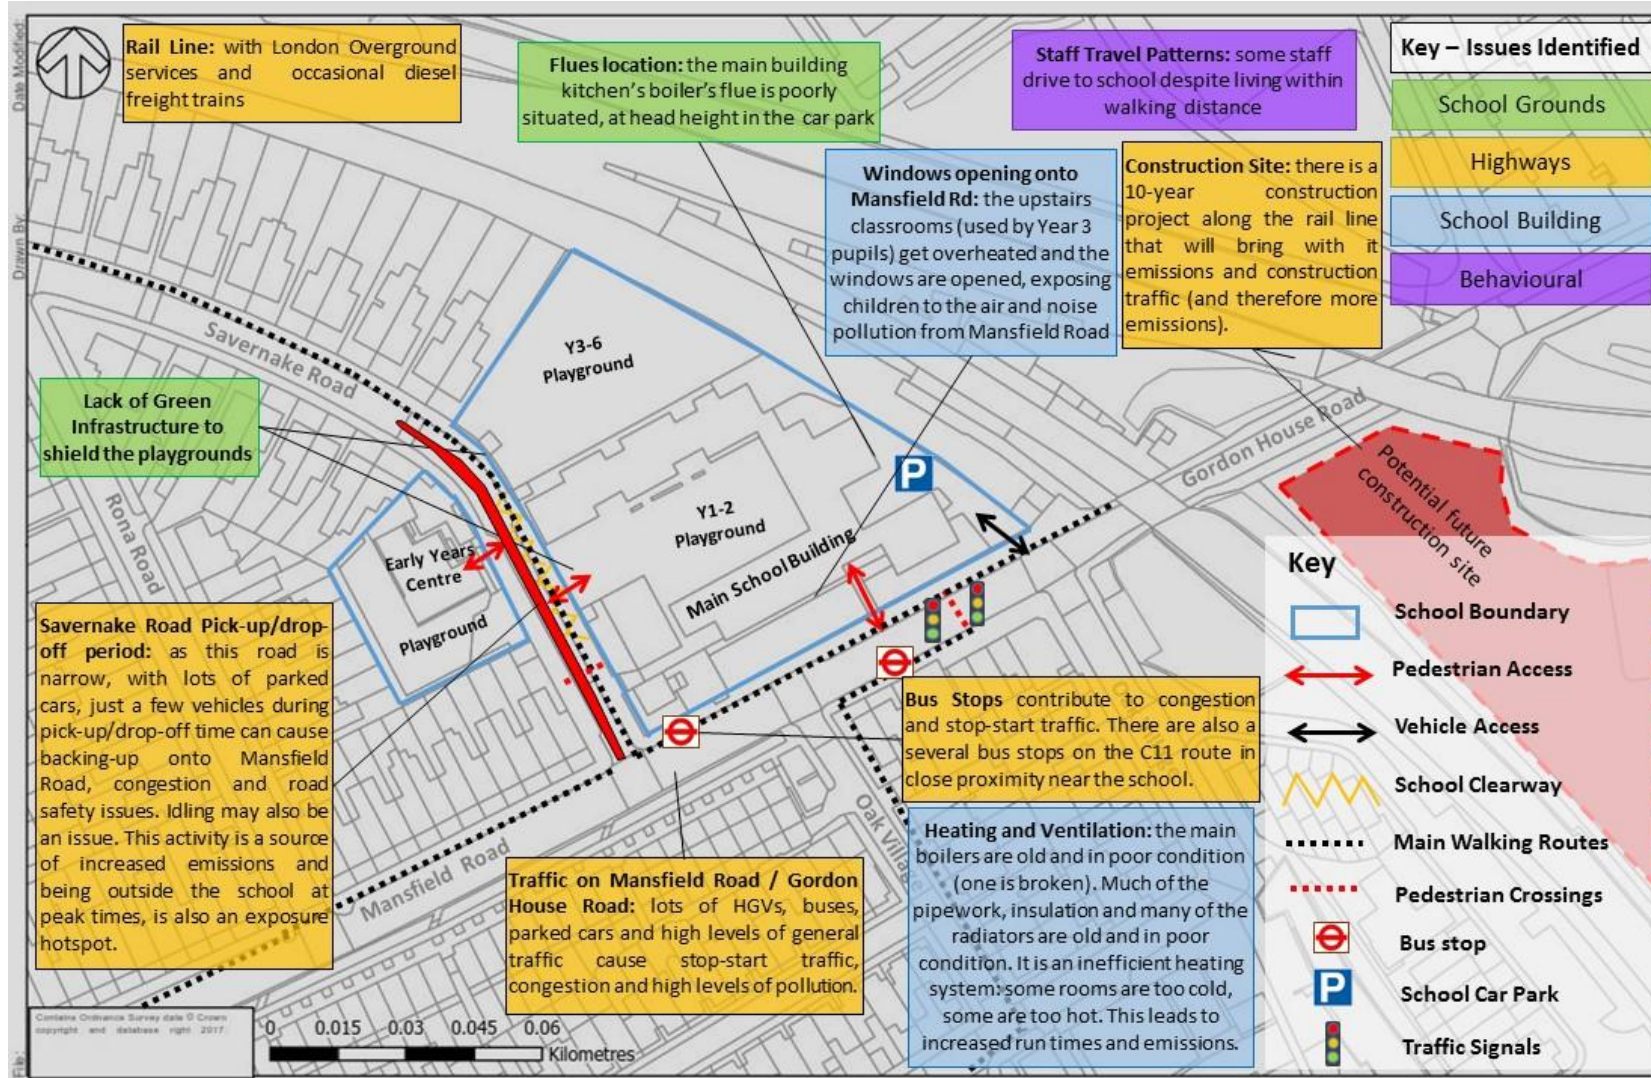 Date Modified:
Drawn By:
File:
Rail Line: with London Overground
services and occasional diesel
freight trains
Flues location: the main building
kitchen's boiler's flue is poorly
situated, at head height in the car park
Staff Travel Patterns: some staff
drive to school despite living within
walking distance
Key – Issues Identified
School Grounds
Highways
School Building
Behavioural
Windows opening onto
Mansfield Rd: the upstairs
classrooms (used by Year 3
pupils) get overheated and the
windows are opened, exposing
children to the air and noise
pollution from Mansfield Road
Construction Site: there is a
10-year construction
project along the rail line
that will bring with it
emissions and construction
traffic (and therefore more
emissions).
Savernake Road
Y3-6
Playground
Lack of Green
Infrastructure to
shield the playgrounds
Rona Road
Early Years
Centre
Playground
Y1-2
Playground
Main School Building
P
Gordon House Road
Potential future
construction site
Savernake Road Pick-up/drop-
off period: as this road is
narrow, with lots of parked
cars, just a few vehicles during
pick-up/drop-off time can cause
backing-up onto Mansfield
Road, congestion and road
safety issues. Idling may also be
an issue. This activity is a source
of increased emissions and
being outside the school at
peak times, is also an exposure
hotspot.
Bus Stops contribute to congestion
and stop-start traffic. There are also a
several bus stops on the C11 route in
close proximity near the school.
Mansfield Road
Oak Village
Traffic on Mansfield Road / Gordon
House Road: lots of HGVs, buses,
parked cars and high levels of general
traffic cause stop-start traffic,
congestion and high levels of pollution.
Heating and Ventilation: the main
boilers are old and in poor condition
(one is broken). Much of the
pipework, insulation and many of the
radiators are old and in poor
condition. It is an inefficient heating
system: some rooms are too cold,
some are too hot. This leads to
increased run times and emissions.
Key
School Boundary
Pedestrian Access
Vehicle Access
School Clearway
Main Walking Routes
Pedestrian Crossings
Bus stop
P
School Car Park
Traffic Signals
Contains Ordnance Survey data © Crown
copyright and database right 2017.
0 0.015 0.03 0.045 0.06
Kilometres